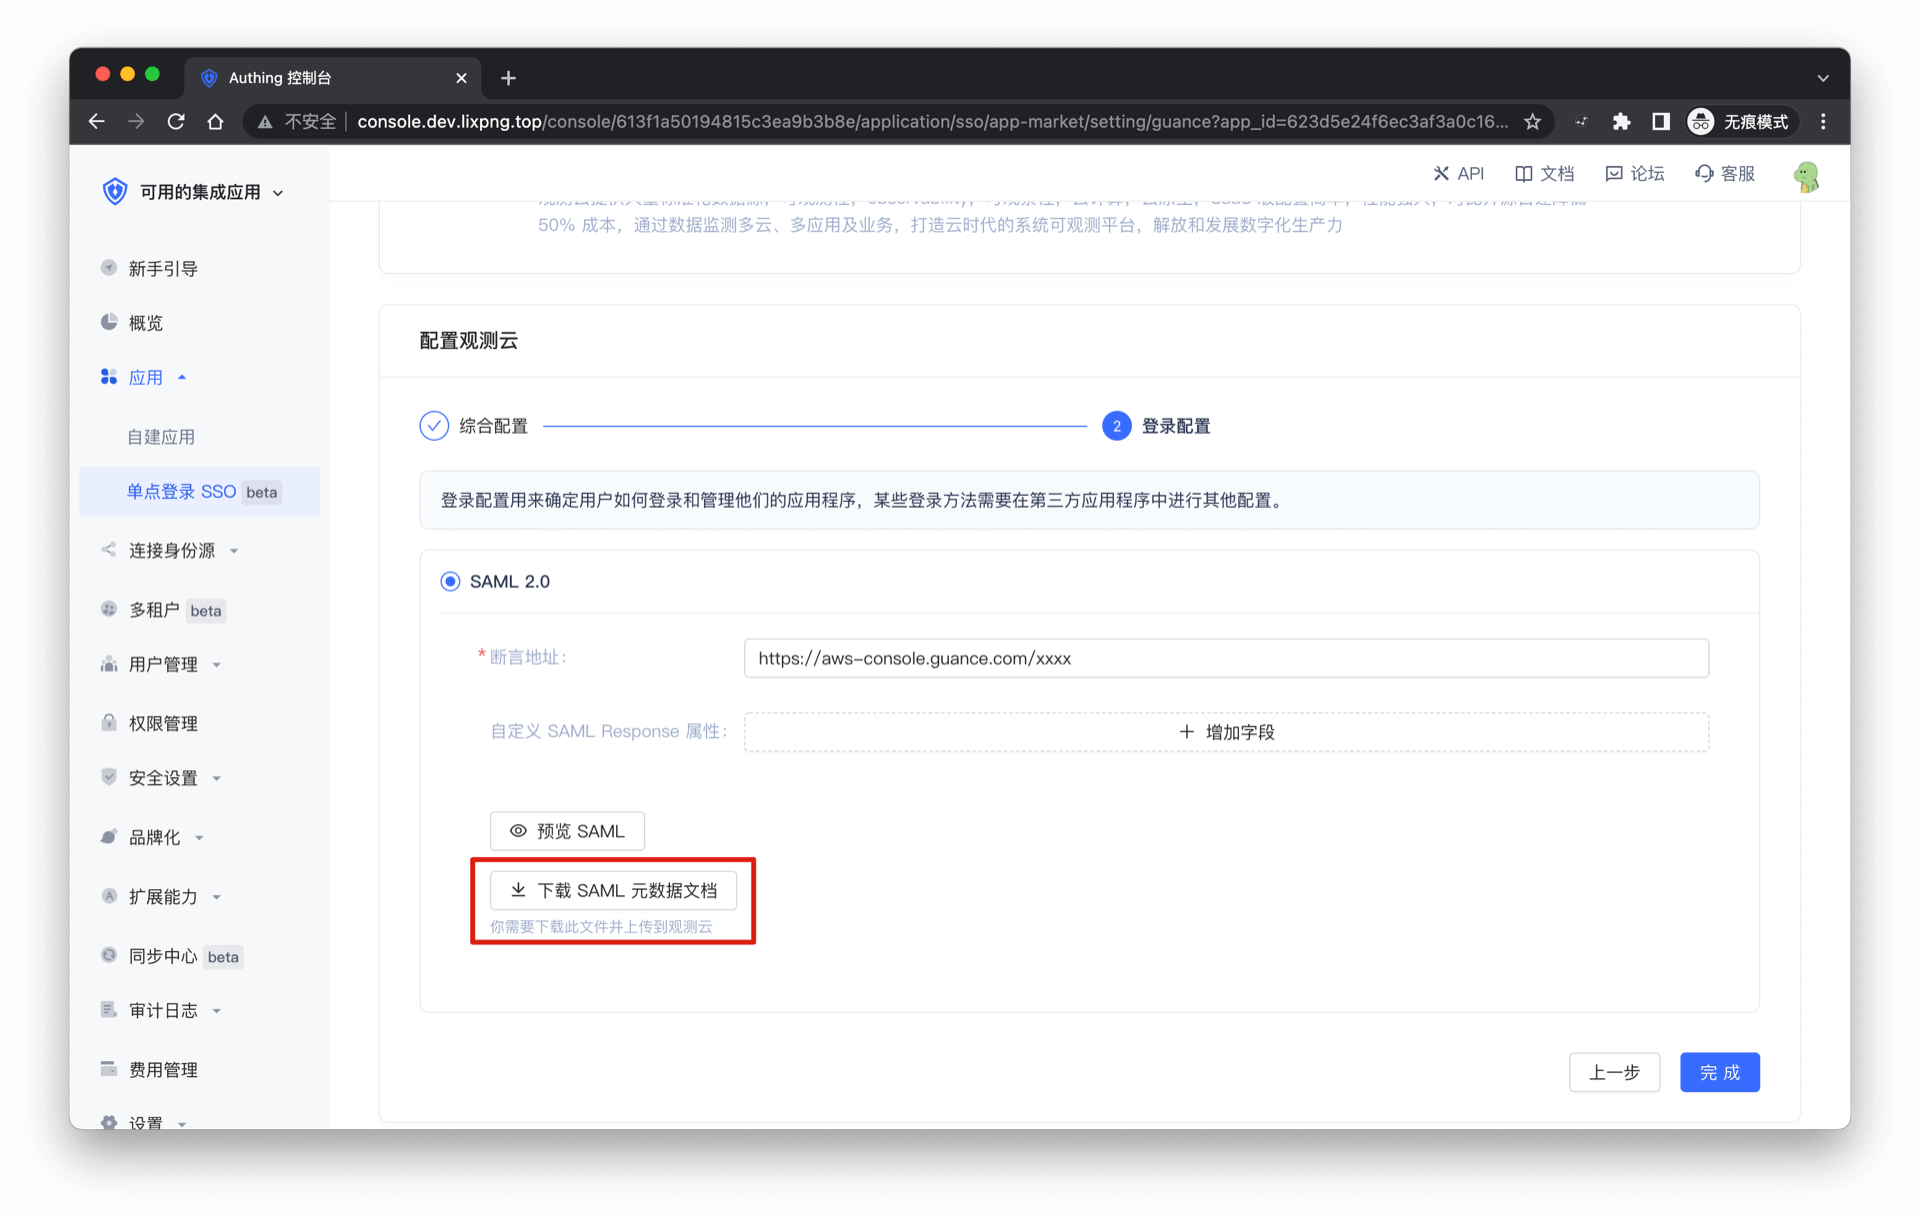 Authing 控制台
不安全
console.dev.lixpng.top/console/613f1a50194815c3ea9b3b8e/application/sso/app-market/setting/guance?app_id=623d5e24f6ec3af3a0c16...
无痕模式
可用的集成应用
API
文档
论坛
客服
50% 成本，通过数据监测多云、多应用及业务，打造云时代的系统可观测平台，解放和发展数字化生产力
新手引导
概览
应用
自建应用
单点登录 SSO beta
连接身份源
多租户 beta
用户管理
权限管理
安全设置
品牌化
扩展能力
同步中心 beta
审计日志
费用管理
设置
配置观测云
综合配置
2 登录配置
登录配置用来确定用户如何登录和管理他们的应用程序，某些登录方法需要在第三方应用程序中进行其他配置。
SAML 2.0
* 断言地址：
https://aws-console.guance.com/xxxx
自定义 SAML Response 属性：
+ 增加字段
预览 SAML
下载 SAML 元数据文档
你需要下载此文件并上传到观测云
上一步
完 成